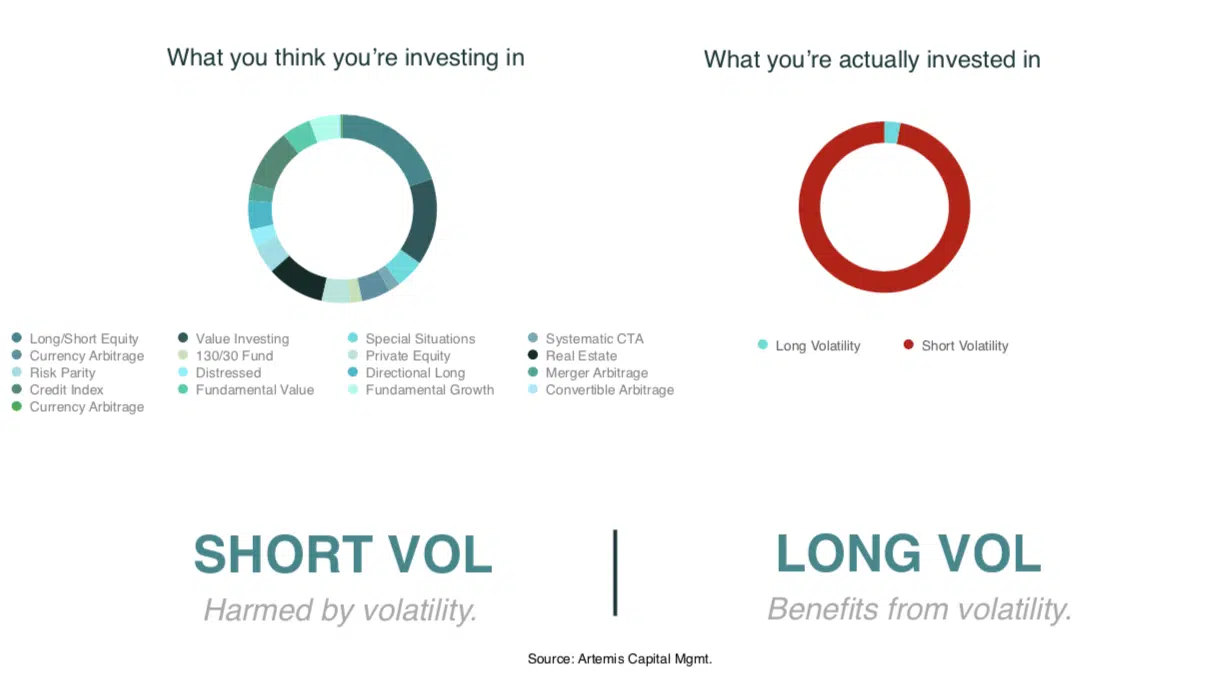 What you think you're investing in
What you're actually invested in
Long/Short Equity
Value Investing
Special Situations
Systematic CTA
Currency Arbitrage
130/30 Fund
Private Equity
Real Estate
Risk Parity
Distressed
Directional Long
Merger Arbitrage
Credit Index
Fundamental Value
Fundamental Growth
Convertible Arbitrage
Currency Arbitrage
Long Volatility
Short Volatility
SHORT VOL
Harmed by volatility.
LONG VOL
Benefits from volatility.
Source: Artemis Capital Mgmt.